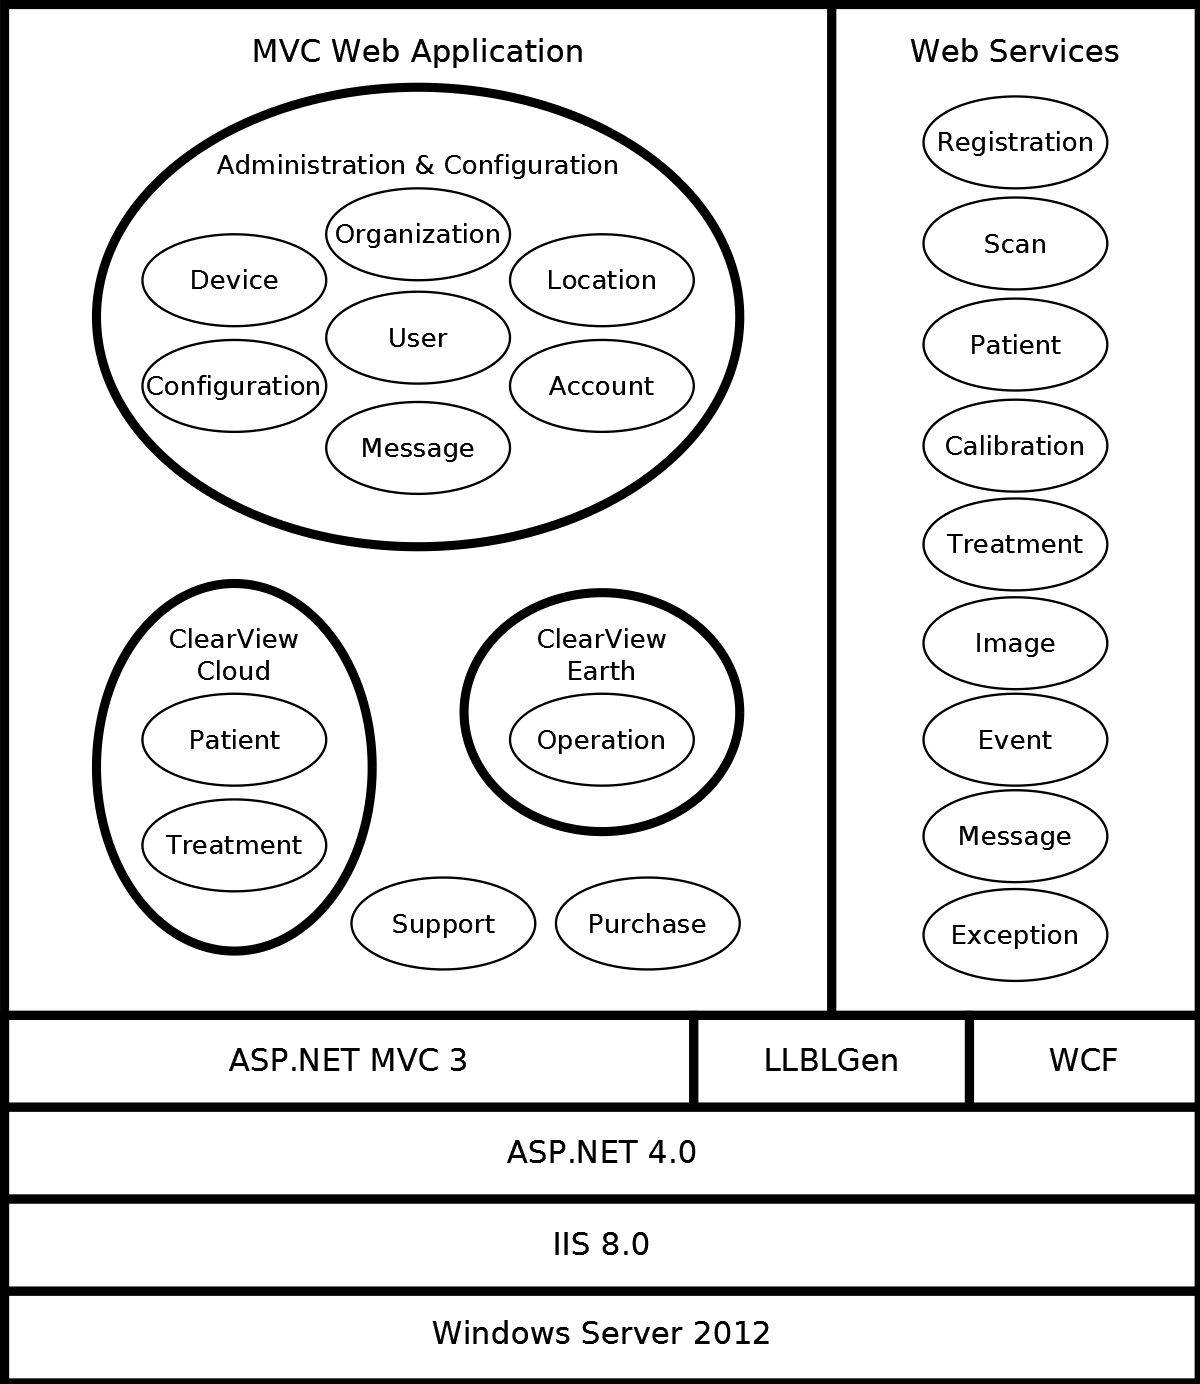 MVC Web Application
Administration & Configuration
Organization
Device
Location
User
Configuration
Account
Message
ClearView
Cloud
Patient
Treatment
ClearView
Earth
Operation
Support
Purchase
Web Services
Registration
Scan
Patient
Calibration
Treatment
Image
Event
Message
Exception
ASP.NET MVC 3
LLBLGen
WCF
ASP.NET 4.0
IIS 8.0
Windows Server 2012